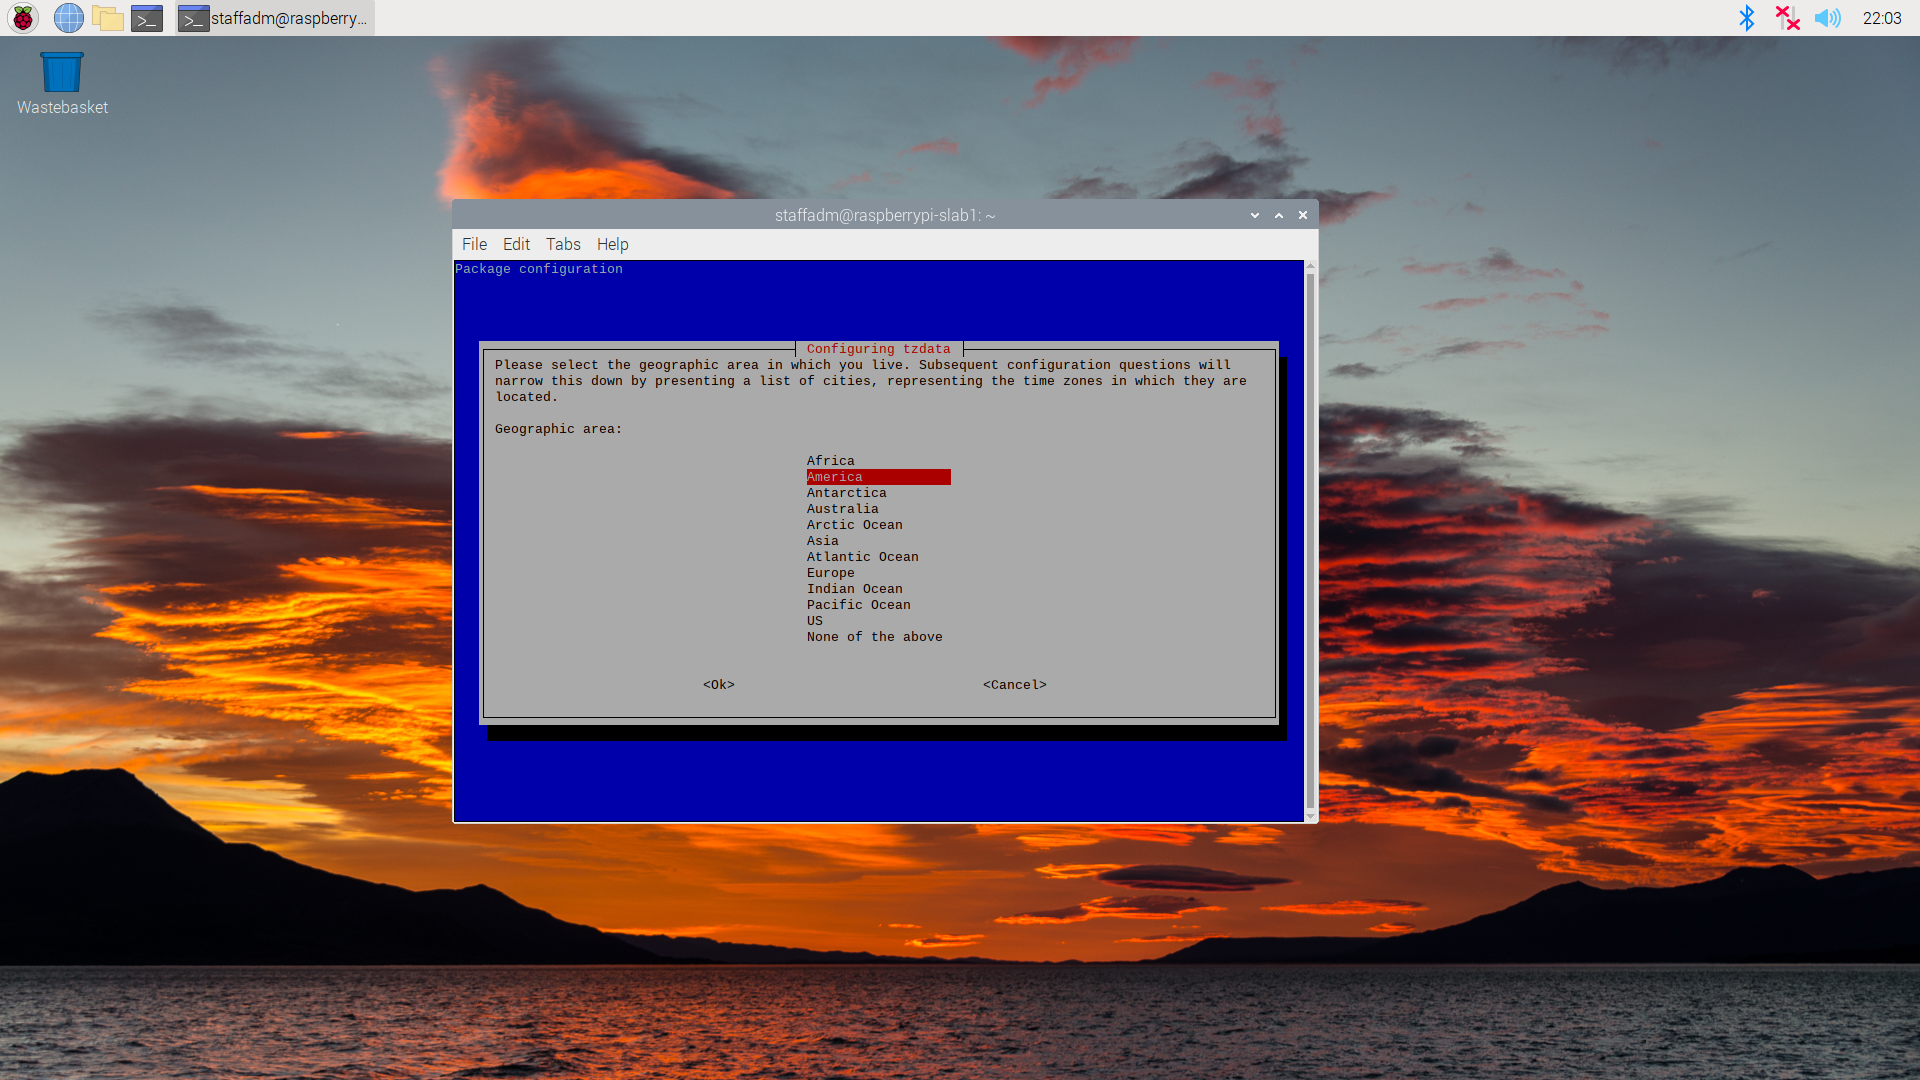 staffadm@raspberry...
22:03
Wastebasket
staffadm@raspberrypi-slab1: ~
File Edit Tabs Help
Package configuration
Configuring tzdata
Please select the geographic area in which you live. Subsequent configuration questions will
narrow this down by presenting a list of cities, representing the time zones in which they are
located.
Geographic area:
Africa
America
Antarctica
Australia
Arctic Ocean
Asia
Atlantic Ocean
Europe
Indian Ocean
Pacific Ocean
US
None of the above
<Ok> <Cancel>